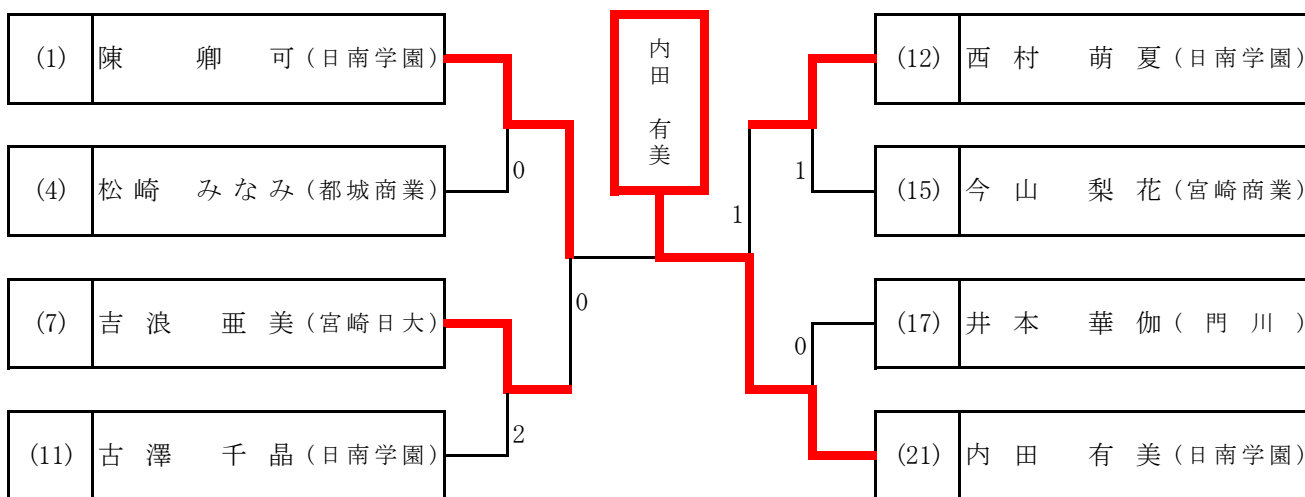 (1) 陳 卿 可 (日南学園)
0
(4) 松崎 みなみ (都城商業)
(7) 吉浪 亜美 (宮崎日大)
0
2
(11) 古澤 千晶 (日南学園)
内田 有美
(12) 西村 萌夏 (日南学園)
1
(15) 今山 梨花 (宮崎商業)
1
(17) 井本 華伽 (門川)
0
(21) 内田 有美 (日南学園)